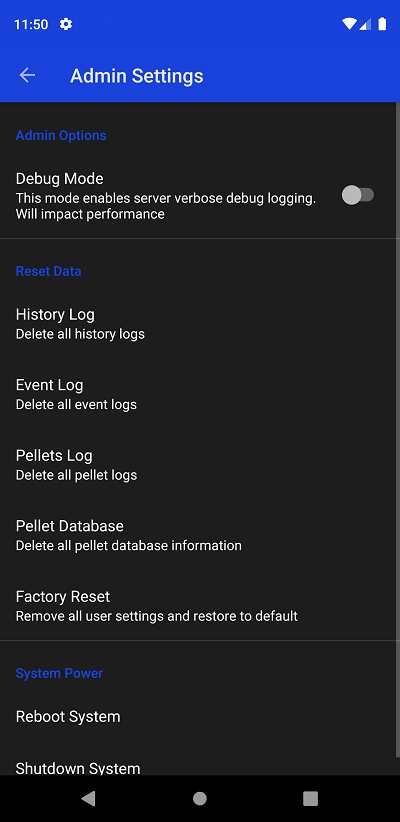 11:50
Admin Settings
Admin Options
Debug Mode
This mode enables server verbose debug logging.
Will impact performance
Reset Data
History Log
Delete all history logs
Event Log
Delete all event logs
Pellets Log
Delete all pellet logs
Pellet Database
Delete all pellet database information
Factory Reset
Remove all user settings and restore to default
System Power
Reboot System
Shutdown System